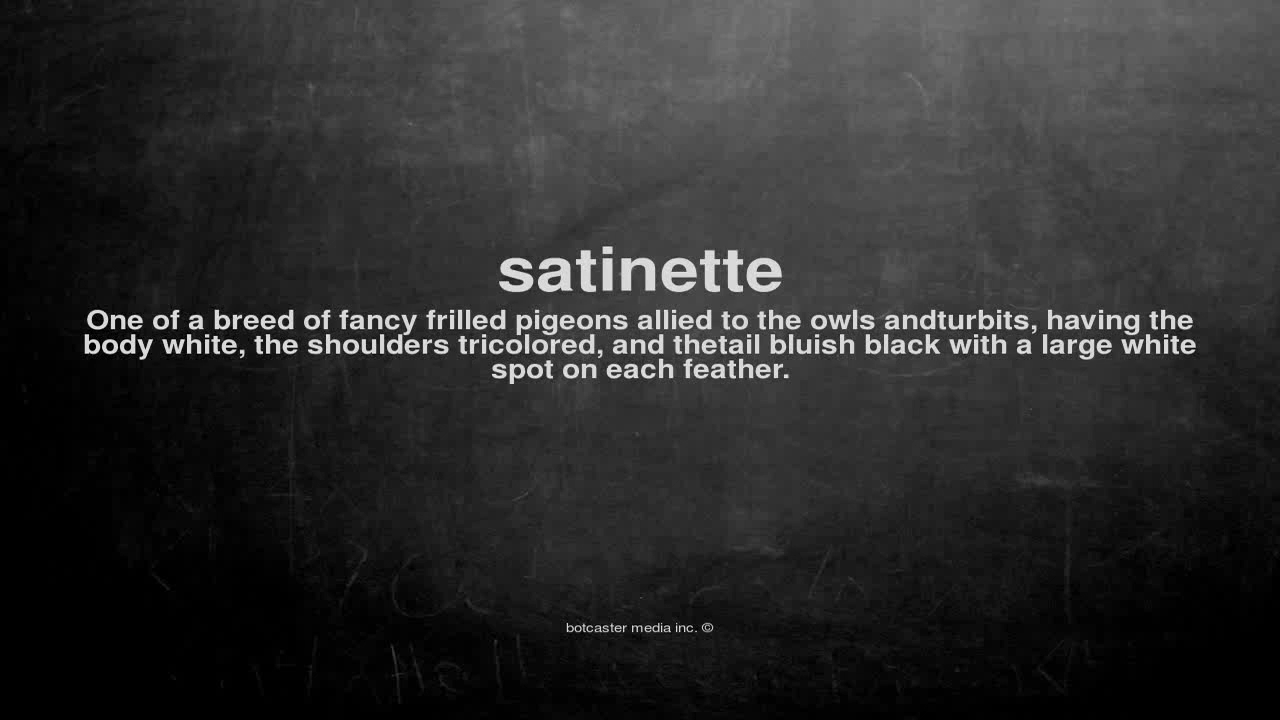 satinette
One of a breed of fancy frilled pigeons allied to the owls andturbits, having the
body white, the shoulders tricolored, and thetail bluish black with a large white
spot on each feather.
botcaster media inc. ©